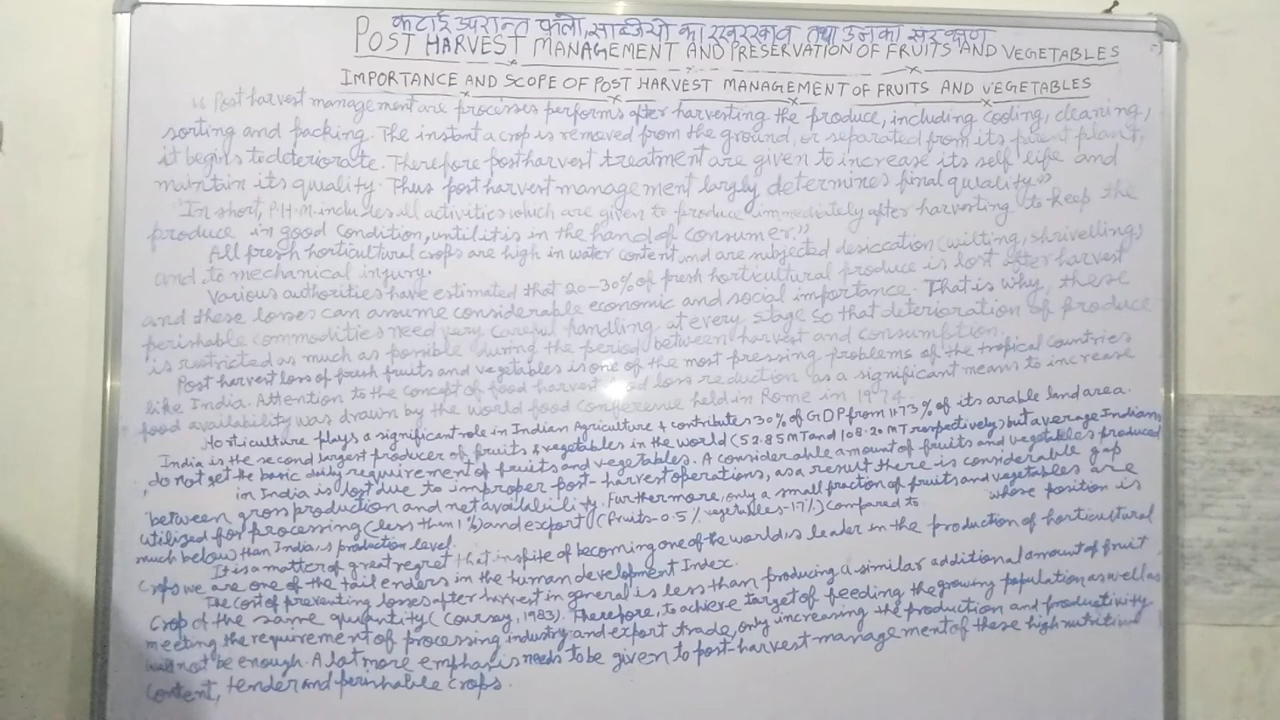 कटाई उपरान्त फलो, सब्जियो का रखरखाव तथा उनका संरक्षण
POST HARVEST MANAGEMENT AND PRESERVATION OF FRUITS AND VEGETABLES
IMPORTANCE AND SCOPE OF POST HARVEST MANAGEMENT OF FRUITS AND VEGETABLES
"Post harvest management are processes performs after harvesting the produce, including cooling, cleaning,
sorting and packing. The instant a crop is removed from the ground, or separated from its parent plant,
it begins to deteriorate. Therefore postharvest treatment are given to increase its self life and
maintain its quality. Thus post harvest management largly determines final quality"
"In short, P.H.M. includes all activities which are given to produce immediately after harvesting to keep the
produce in good condition, until it is in the hand of consumer."
All fresh horticultural crops are high in water content and are subjected desiccation (wilting, shrivelling)
and to mechanical injury.
Various authorities have estimated that 20-30% of fresh horticultural produce is lost after harvest
and these losses can assume considerable economic and social importance. That is why, these
perishable commodities need very careful handling at every stage so that deterioration of produce
is restricted as much as possible during the period between harvest and consumption.
Post harvest loss of fresh fruits and vegetables is one of the most pressing problems of the tropical countries
like India. Attention to the concept of food harvest food loss reduction as a significant means to increase
food availability was drawn by the world food conference held in Rome in 1974.
Horticulture plays a significant role in Indian Agriculture & contributes 30% of GDP from 11.73% of its arable land area.
India is the second largest producer of fruits & vegetables in the world (52.85 MT and 108.20 MT respectively) but average Indians
do not get the basic daily requirement of fruits and vegetables. A considerable amount of fruits and vegetables produced
in India is lost due to improper post-harvest operations, as a result there is considerable gap
between gross production and net availability. Furthermore, only a small fraction of fruits and vegetables are
utilized for processing (less than 1%) and export (fruits-0.5% vegetables-1.7%) compared to whose position is
much below than India,s production level.
It is a matter of great regret that inspite of becoming one of the world,s leader in the production of horticultural
crops we are one of the tail enders in the human development Index.
The cost of preventing losses after harvest in general is less than producing a similar additional amount of fruit
crop of the same quantity (Coursey, 1983). Therefore, to achieve target of feeding the growing population as well as
meeting the requirement of processing industry and export trade, only increasing the production and productivity
will not be enough. A lot more emphasis needs to be given to post-harvest management of these high nutritive
content, tender and perishable crops.